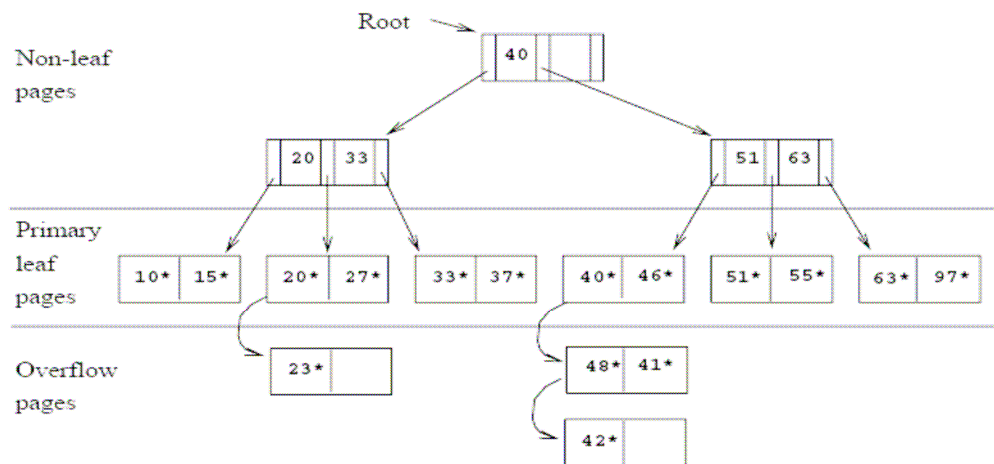 Root
Non-leaf
pages
40
20 33
51 63
Primary
leaf
pages
10* 15*
20* 27*
33* 37*
40* 46*
51* 55*
63* 97*
Overflow
pages
23*
48* 41*
42*